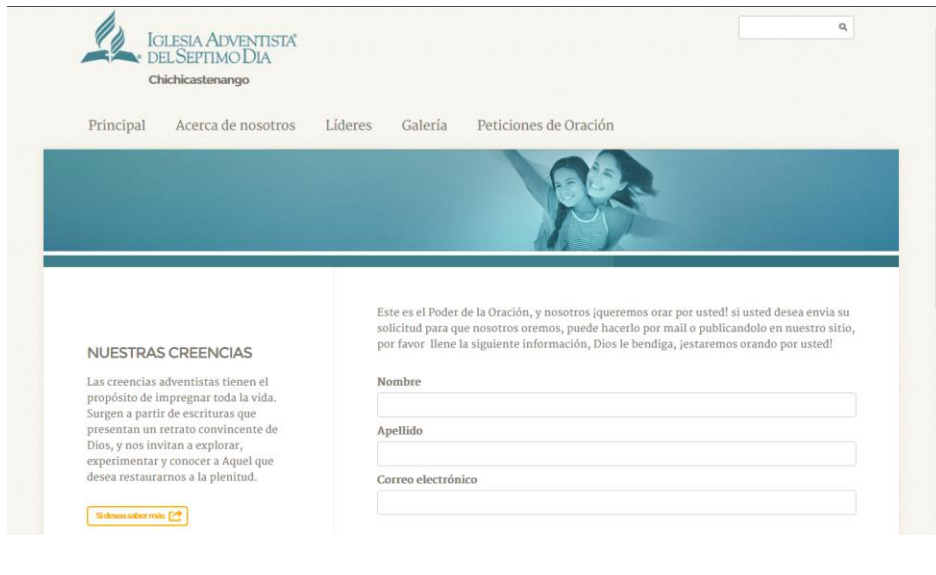 IGLESIA ADVENTISTA®
DEL SEPTIMO DIA
Chichicastenango
Principal Acerca de nosotros Líderes Galería Peticiones de Oración
NUESTRAS CREENCIAS
Las creencias adventistas tienen el
propósito de impregnar toda la vida.
Surgen a partir de escrituras que
presentan un retrato convincente de
Dios, y nos invitan a explorar,
experimentar y conocer a Aquel que
desea restaurarnos a la plenitud.
Si desea saber más
Este es el Poder de la Oración, y nosotros ¡queremos orar por usted! si usted desea envia su
solicitud para que nosotros oremos, puede hacerlo por mail o publicandolo en nuestro sitio,
por favor llene la siguiente información, Dios le bendiga, ¡estaremos orando por usted!
Nombre
Apellido
Correo electrónico